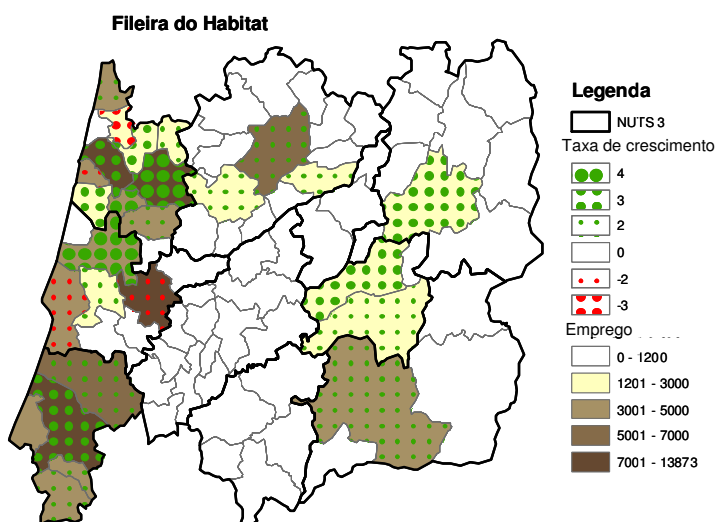 Fileira do Habitat
Legenda
NUTS 3
Taxa de crescimento
4
3
2
0
-2
-3
Emprego
0 - 1200
1201 - 3000
3001 - 5000
5001 - 7000
7001 - 13873